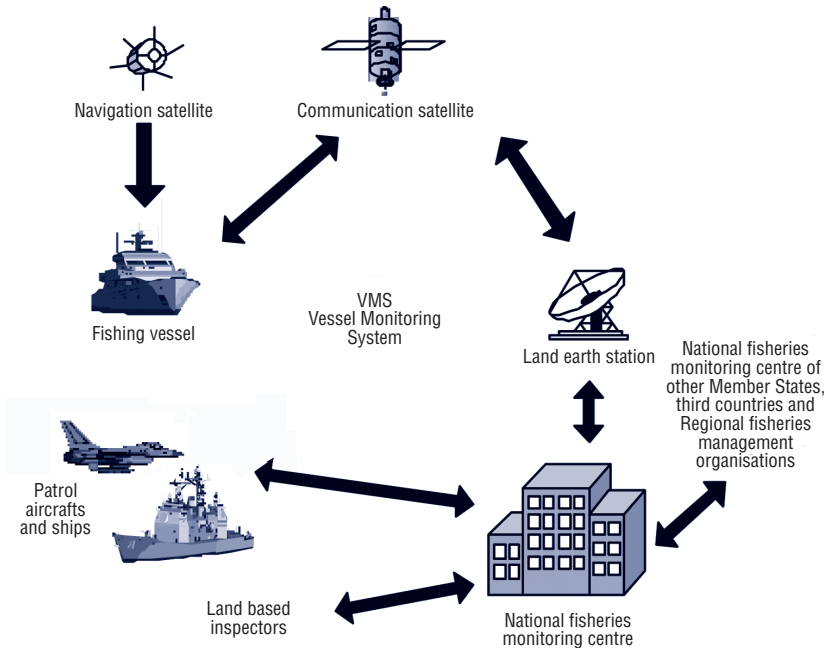 Navigation satellite
Communication satellite
Fishing vessel
VMS
Vessel Monitoring
System
Land earth station
National fisheries
monitoring centre of
other Member States,
third countries and
Regional fisheries
management
organisations
Patrol
aircrafts
and ships
Land based
inspectors
National fisheries
monitoring centre